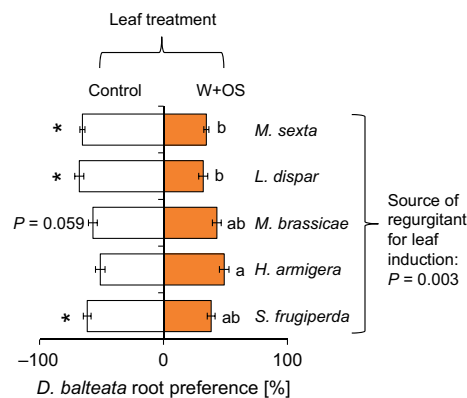 Leaf treatment
Control W+OS
* b M. sexta
* b L. dispar
P = 0.059 ab M. brassicae
a H. armigera
* ab S. frugiperda
Source of
regurgitant
for leaf
induction:
P = 0.003
–100 0 100
D. balteata root preference [%]